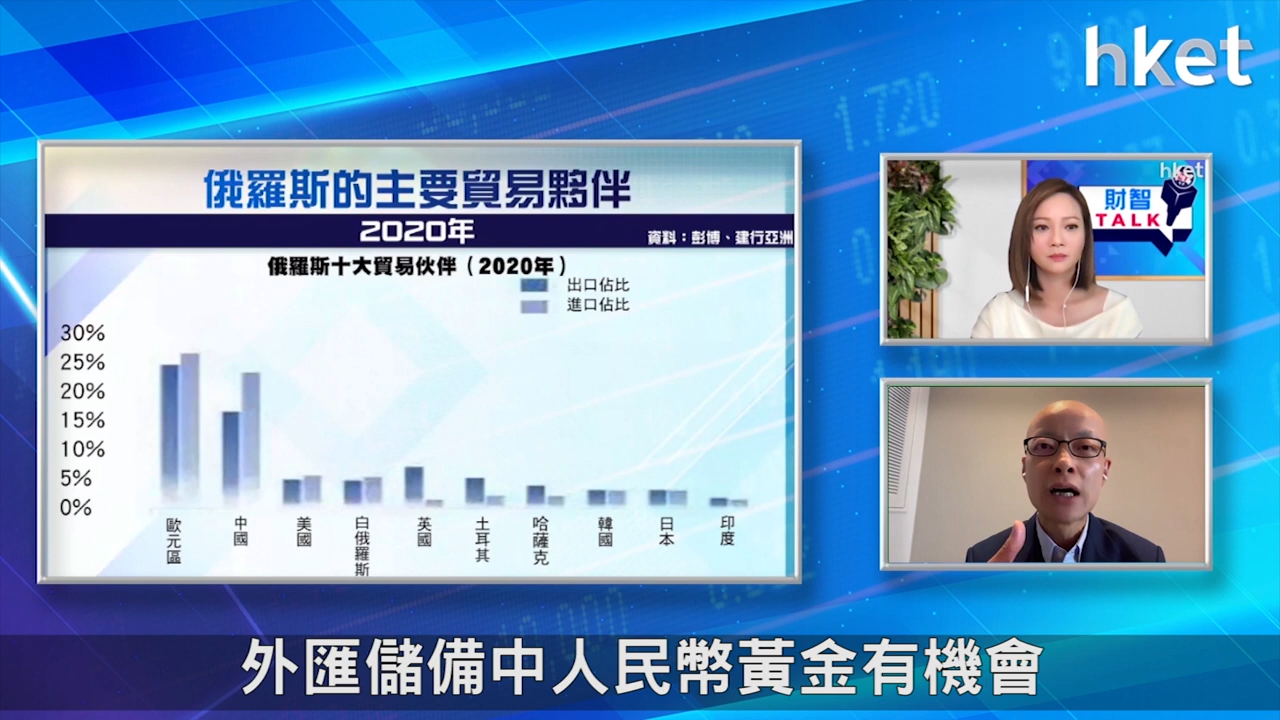 hket
俄羅斯的主要貿易夥伴
2020年
資料：彭博、建行亞洲
俄羅斯十大貿易伙伴（2020年）
出口佔比
進口佔比
30%
25%
20%
15%
10%
5%
0%
歐元區
中國
美國
白俄羅斯
英國
土耳其
哈薩克
韓國
日本
印度
hket
財智
TALK
1.720
外匯儲備中人民幣黃金有機會